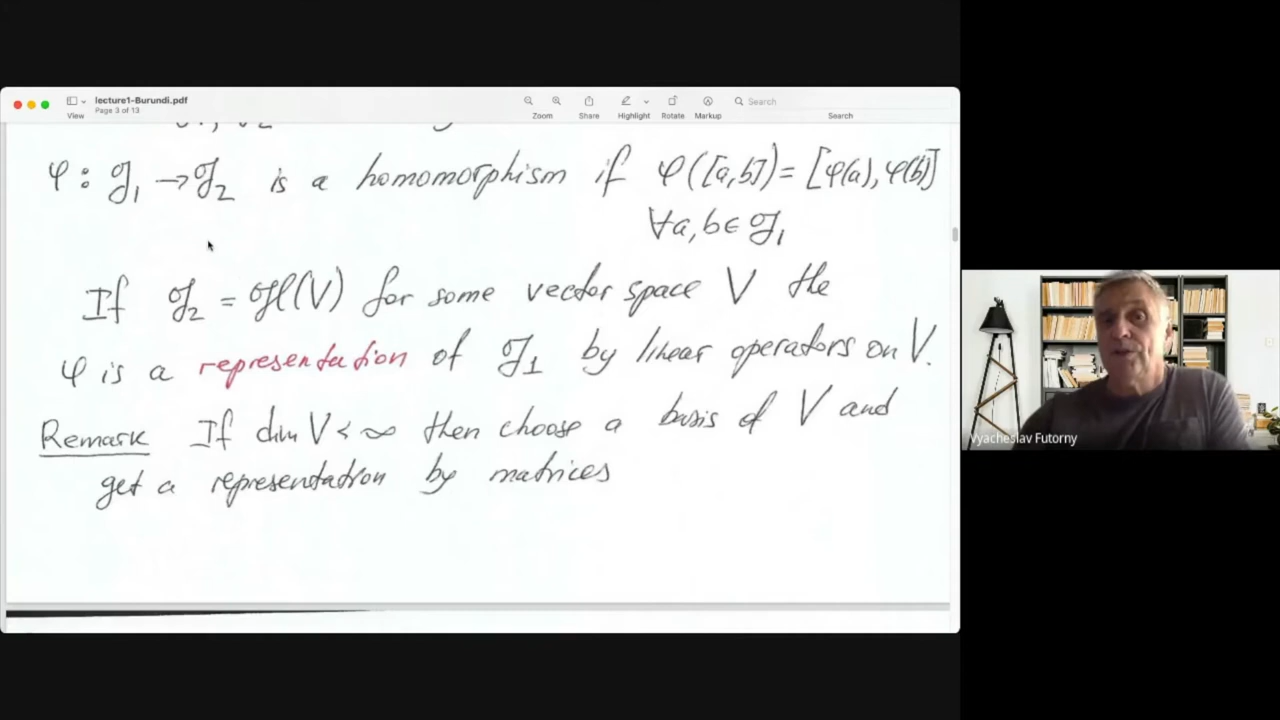 lecture1-Burundi.pdf
Page 3 of 13
View
Zoom
Share
Highlight
Rotate
Markup
Search
Search
φ : 𝔤₁ → 𝔤₂ is a homomorphism if φ([a,b]) = [φ(a), φ(b)]
∀a, b ∈ 𝔤₁
If 𝔤₂ = 𝔤l(V) for some vector space V the
φ is a representation of 𝔤₁ by linear operators on V.
Remark If dim V < ∞ then choose a basis of V and
get a representation by matrices
Vyacheslav Futorny